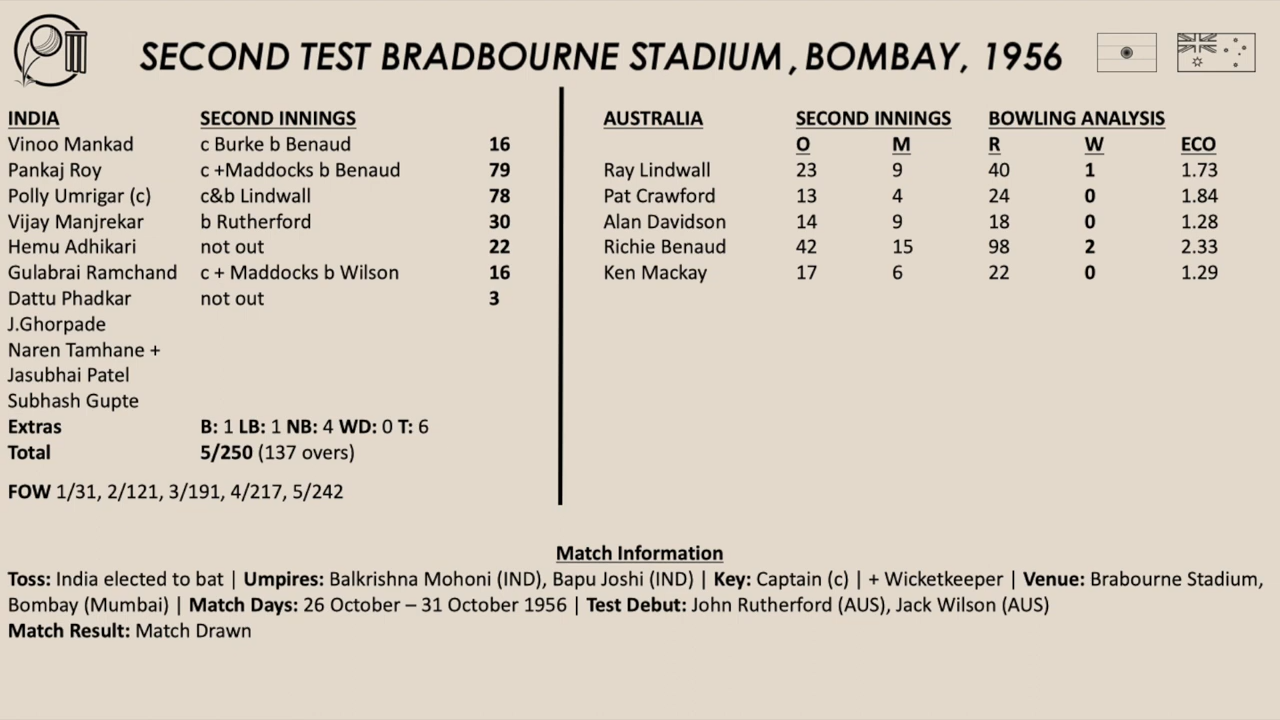 SECOND TEST BRADBOURNE STADIUM, BOMBAY, 1956
INDIA SECOND INNINGS
Vinoo Mankad c Burke b Benaud 16
Pankaj Roy c +Maddocks b Benaud 79
Polly Umrigar (c) c&b Lindwall 78
Vijay Manjrekar b Rutherford 30
Hemu Adhikari not out 22
Gulabrai Ramchand c + Maddocks b Wilson 16
Dattu Phadkar not out 3
J.Ghorpade
Naren Tamhane +
Jasubhai Patel
Subhash Gupte
Extras B: 1 LB: 1 NB: 4 WD: 0 T: 6
Total 5/250 (137 overs)
FOW 1/31, 2/121, 3/191, 4/217, 5/242
AUSTRALIA SECOND INNINGS BOWLING ANALYSIS
O M R W ECO
Ray Lindwall 23 9 40 1 1.73
Pat Crawford 13 4 24 0 1.84
Alan Davidson 14 9 18 0 1.28
Richie Benaud 42 15 98 2 2.33
Ken Mackay 17 6 22 0 1.29
Match Information
Toss: India elected to bat | Umpires: Balkrishna Mohoni (IND), Bapu Joshi (IND) | Key: Captain (c) | + Wicketkeeper | Venue: Brabourne Stadium,
Bombay (Mumbai) | Match Days: 26 October – 31 October 1956 | Test Debut: John Rutherford (AUS), Jack Wilson (AUS)
Match Result: Match Drawn